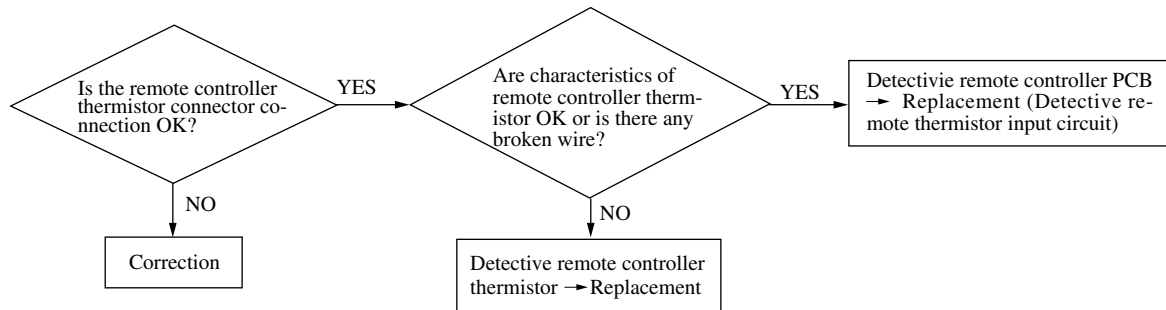 Is the remote controller
thermistor connector co-
nnection OK?
YES
Are characteristics of
remote controller therm-
istor OK or is there any
broken wire?
YES
Detectivie remote controller PCB
→ Replacement (Detective re-
mote thermistor input circuit)
NO
Correction
NO
Detective remote controller
thermistor → Replacement